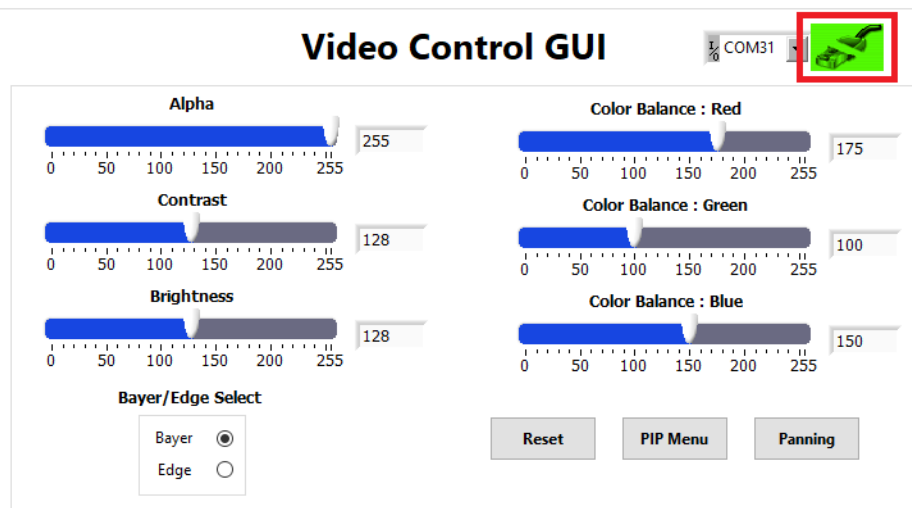 Video Control GUI
I/O COM31
Alpha
255
0 50 100 150 200 255
Contrast
128
0 50 100 150 200 255
Brightness
128
0 50 100 150 200 255
Bayer/Edge Select
Bayer
Edge
Color Balance : Red
175
0 50 100 150 200 255
Color Balance : Green
100
0 50 100 150 200 255
Color Balance : Blue
150
0 50 100 150 200 255
Reset PIP Menu Panning